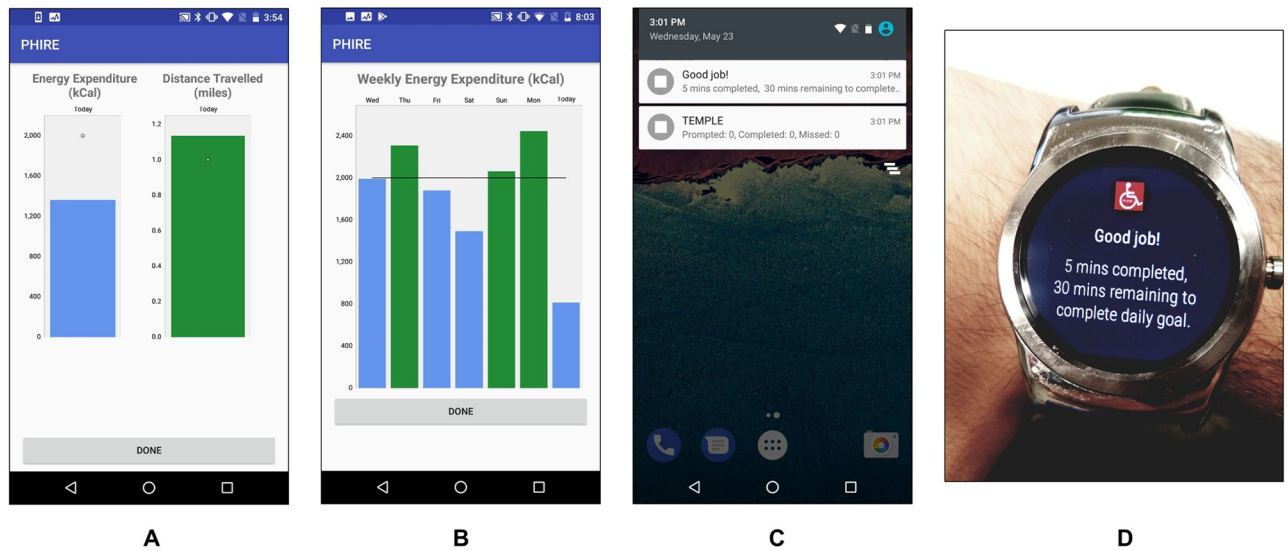 3:54
PHIRE
Energy Expenditure
(kCal)
Today
2,000
1,600
1,200
800
400
0
Distance Travelled
(miles)
Today
1.2
1.0
0.8
0.6
0.4
0.2
0.0
DONE
A
8:03
PHIRE
Weekly Energy Expenditure (kCal)
Wed Thu Fri Sat Sun Mon Today
2,400
2,000
1,600
1,200
800
400
0
DONE
B
3:01 PM
Wednesday, May 23
Good job! 3:01 PM
5 mins completed, 30 mins remaining to complete..
TEMPLE 3:01 PM
Prompted: 0, Completed: 0, Missed: 0
C
Good job!
5 mins completed,
30 mins remaining to
complete daily goal.
D